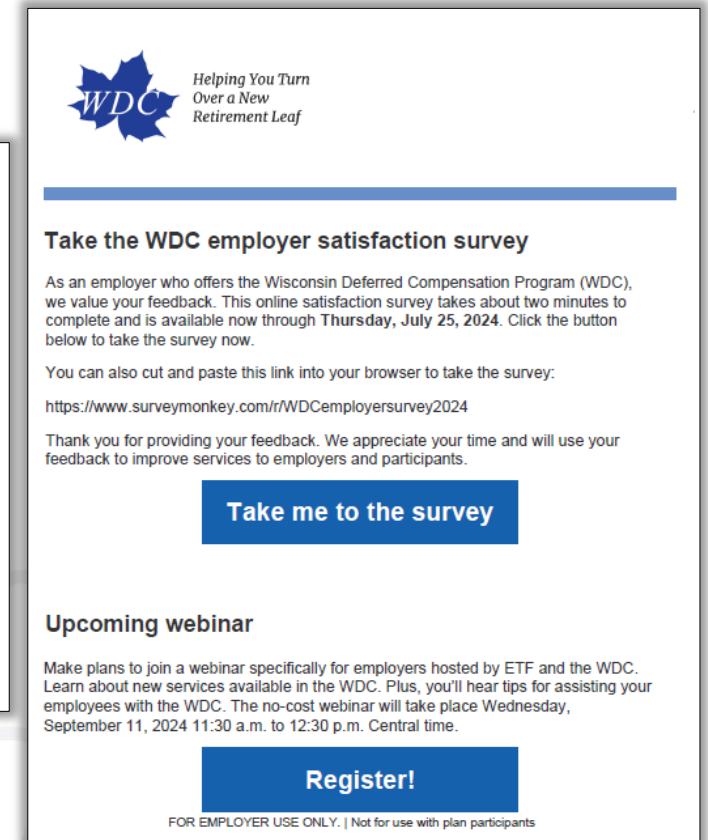 WDC
Helping You Turn
Over a New
Retirement Leaf
Take the WDC employer satisfaction survey
As an employer who offers the Wisconsin Deferred Compensation Program (WDC),
we value your feedback. This online satisfaction survey takes about two minutes to
complete and is available now through Thursday, July 25, 2024. Click the button
below to take the survey now.
You can also cut and paste this link into your browser to take the survey:
https://www.surveymonkey.com/r/WDCemployersurvey2024
Thank you for providing your feedback. We appreciate your time and will use your
feedback to improve services to employers and participants.
Take me to the survey
Upcoming webinar
Make plans to join a webinar specifically for employers hosted by ETF and the WDC.
Learn about new services available in the WDC. Plus, you'll hear tips for assisting your
employees with the WDC. The no-cost webinar will take place Wednesday,
September 11, 2024 11:30 a.m. to 12:30 p.m. Central time.
Register!
FOR EMPLOYER USE ONLY. | Not for use with plan participants